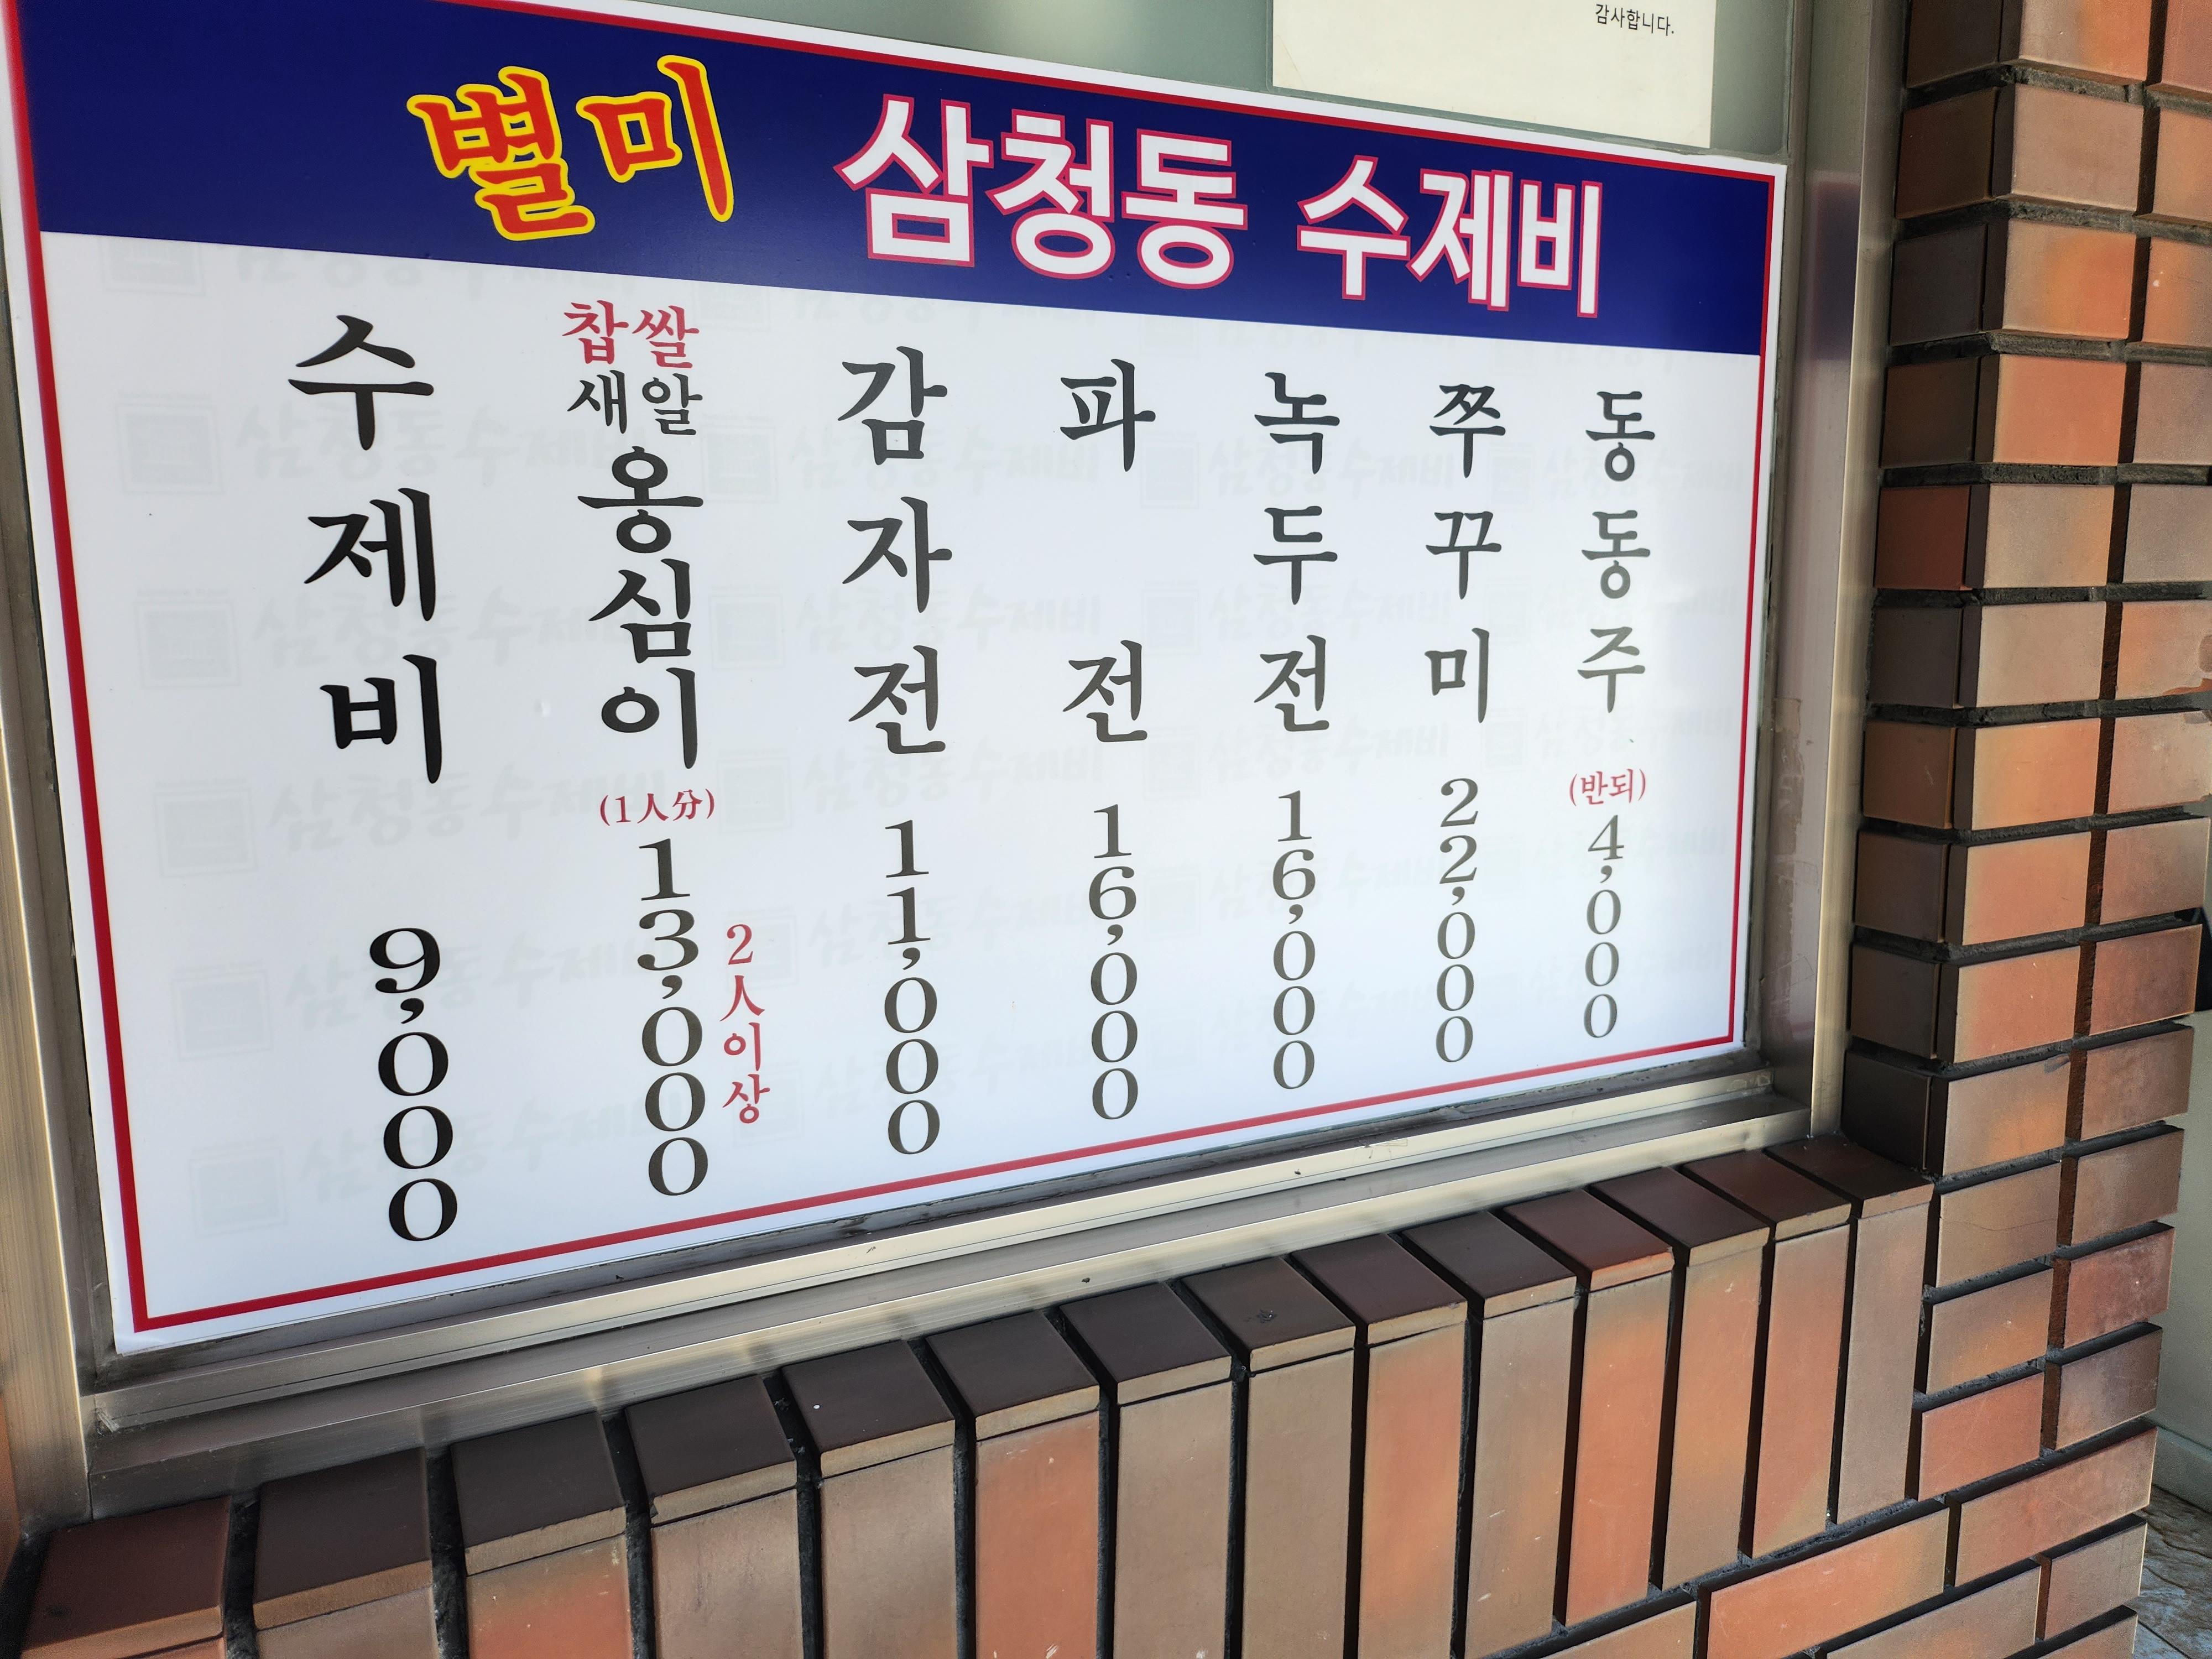 감사합니다.
별미 삼청동 수제비
수제비 9,000
찹쌀
새알
옹심이
(1人分)
13,000
2人이상
감자전 11,000
파전 16,000
녹두전 16,000
쭈꾸미 22,000
동동주
(반되)
4,000